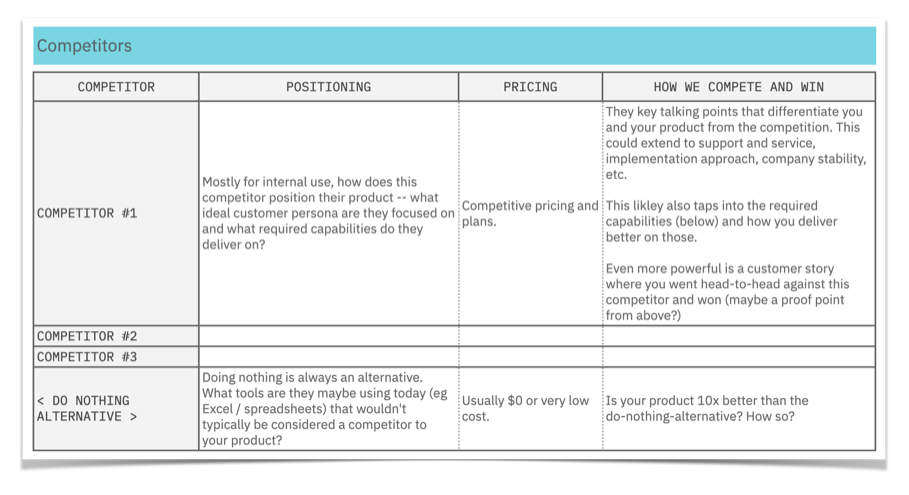 Competitors
COMPETITOR
POSITIONING
PRICING
HOW WE COMPETE AND WIN
COMPETITOR #1
Mostly for internal use, how does this
competitor position their product -- what
ideal customer persona are they focused on
and what required capabilities do they
deliver on?
Competitive pricing and
plans.
They key talking points that differentiate you
and your product from the competition. This
could extend to support and service,
implementation approach, company stability,
etc.
This likley also taps into the required
capabilities (below) and how you deliver
better on those.
Even more powerful is a customer story
where you went head-to-head against this
competitor and won (maybe a proof point
from above?)
COMPETITOR #2
COMPETITOR #3
< DO NOTHING
ALTERNATIVE >
Doing nothing is always an alternative.
What tools are they maybe using today (eg
Excel / spreadsheets) that wouldn't
typically be considered a competitor to
your product?
Usually $0 or very low
cost.
Is your product 10x better than the
do-nothing-alternative? How so?